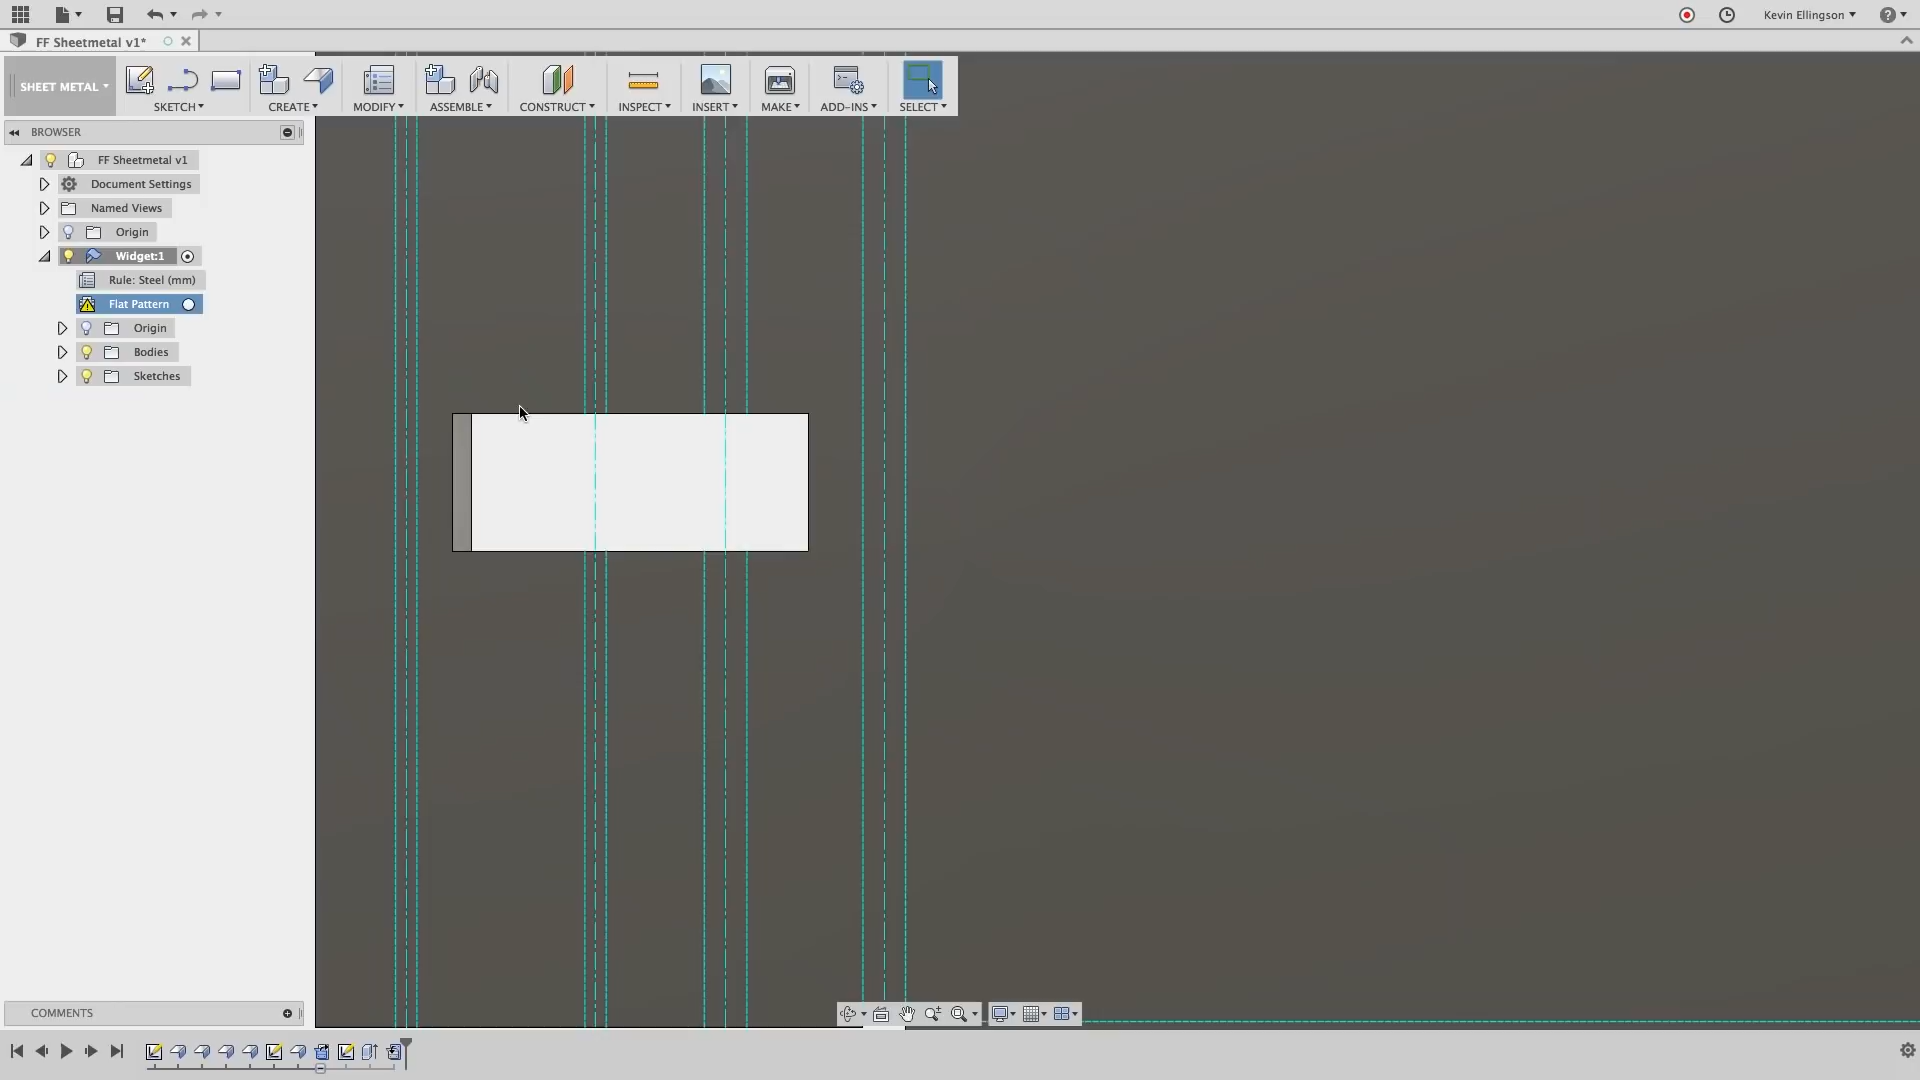 Kevin Ellingson
FF Sheetmetal v1*
SHEET METAL
SKETCH
CREATE
MODIFY
ASSEMBLE
CONSTRUCT
INSPECT
INSERT
MAKE
ADD-INS
SELECT
BROWSER
FF Sheetmetal v1
Document Settings
Named Views
Origin
Widget:1
Rule: Steel (mm)
Flat Pattern
Origin
Bodies
Sketches
COMMENTS